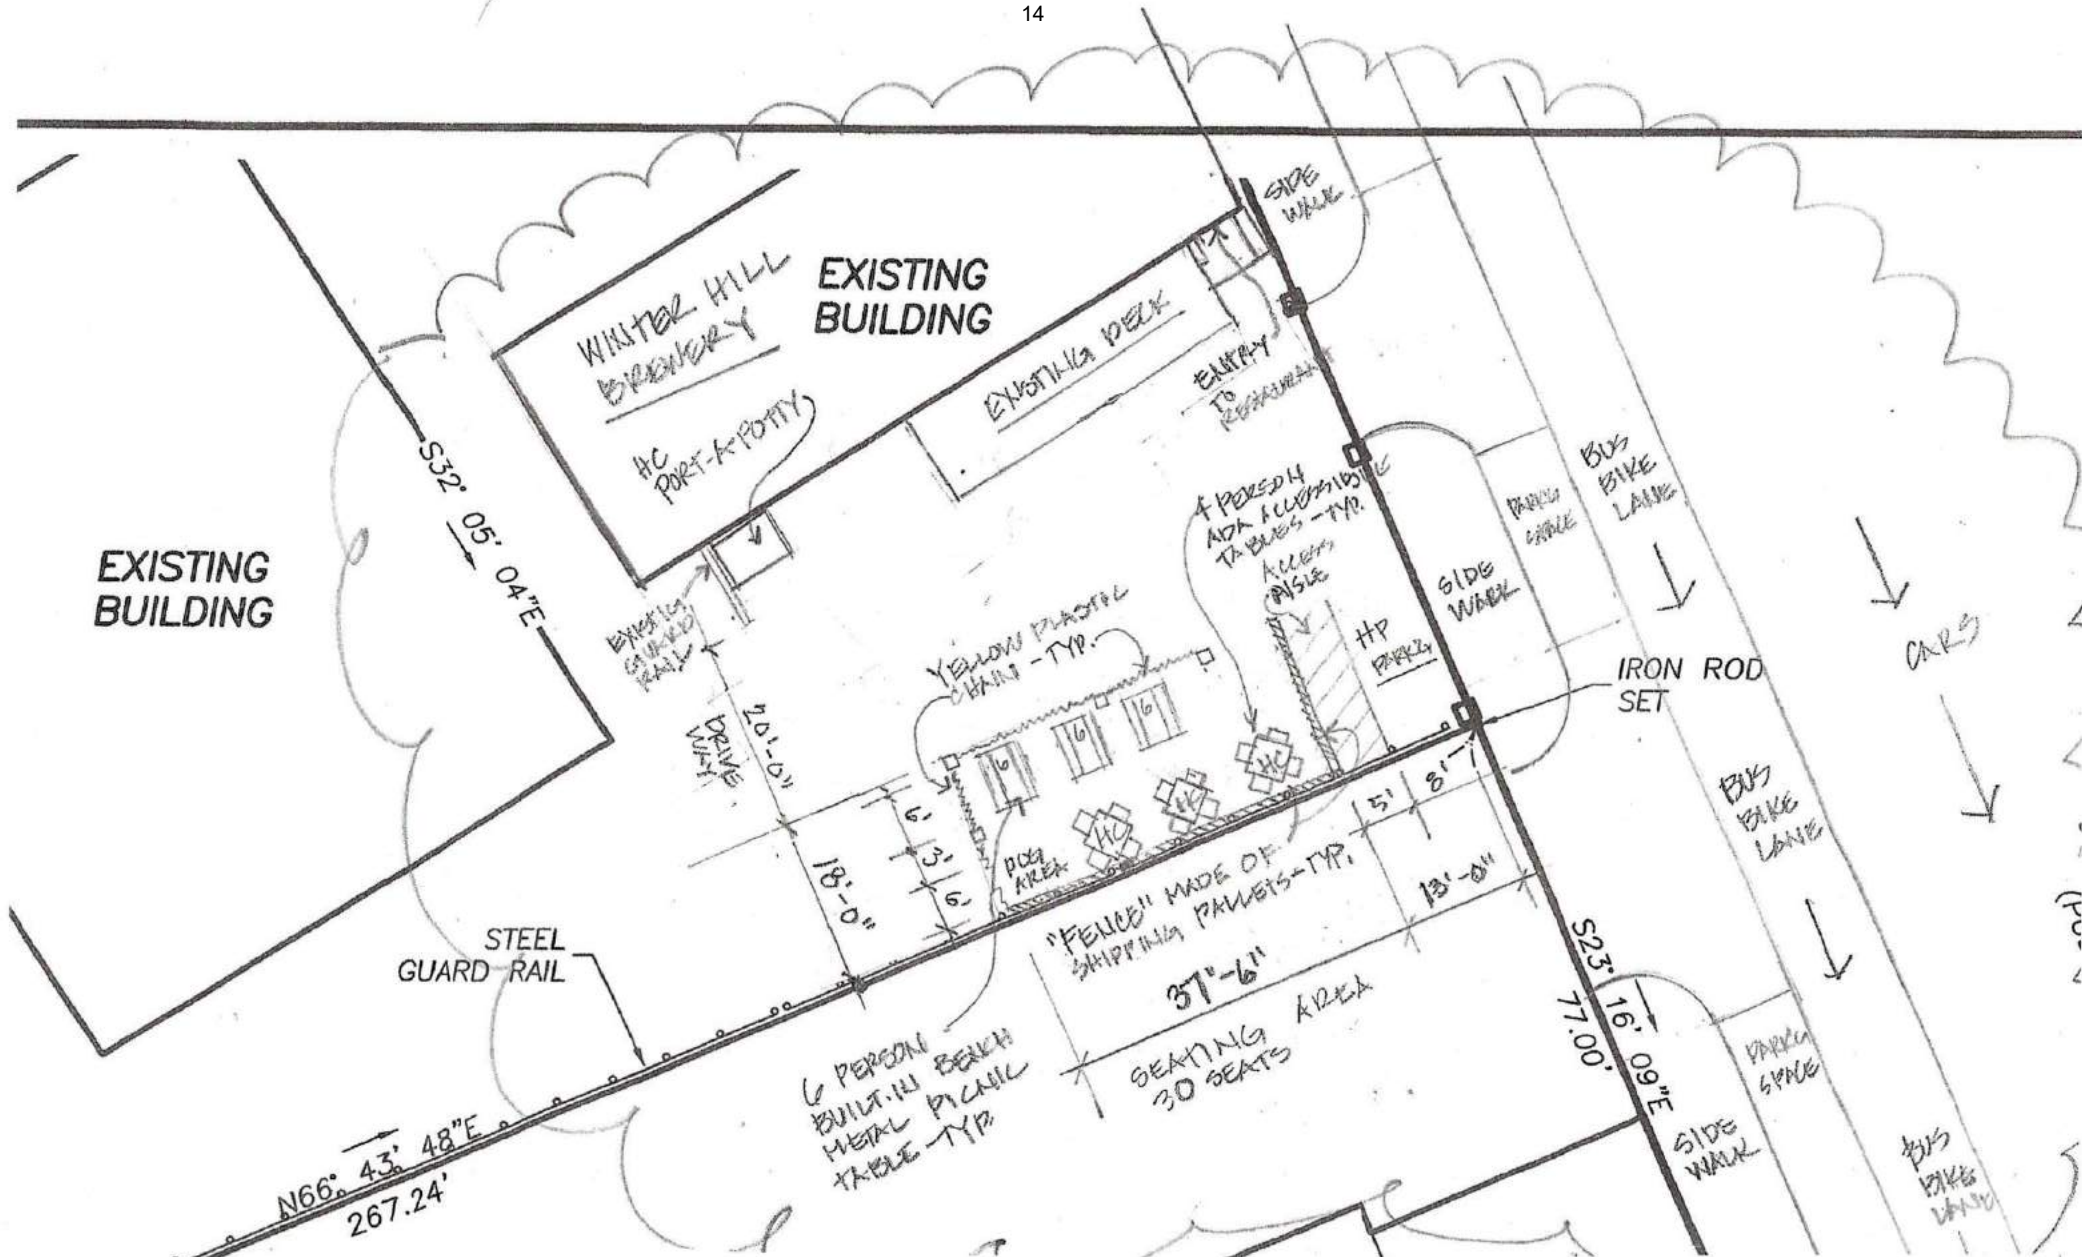 14
SIDE
WALK
WINTER HILL
BREWERY
EXISTING
BUILDING
EXISTING DECK
ENTRY
TO
RESTAURANT
HC
PORT-A-POTTY
S32° 05' 04"E
EXISTING
BUILDING
EXISTING
GUARD
RAIL
4 PERSON
ADA ACCESSIBLE
TABLES - TYP.
ACCESS
AISLE
HP
PARKG
SIDE
WALK
PARKG
SPACE
BUS
BIKE
LANE
CARS
IRON ROD
SET
YELLOW PLASTIC
CHAIN - TYP.
DRIVE
WAY
20'-0"
18'-0"
6'
3'
6'
6
6
6
HC
HC
HC
DOG
AREA
5'
8'
13'-0"
"FENCE" MADE OF
SHIPPING PALLETS - TYP.
37'-6"
SEATING AREA
30 SEATS
BUS
BIKE
LANE
STEEL
GUARD RAIL
6 PERSON
BUILT-IN BENCH
METAL PICNIC
TABLE - TYP.
S23° 16' 09"E
77.00'
PARKG
SPACE
SIDE
WALK
BUS
BIKE
LANE
N66° 43' 48"E
267.24'